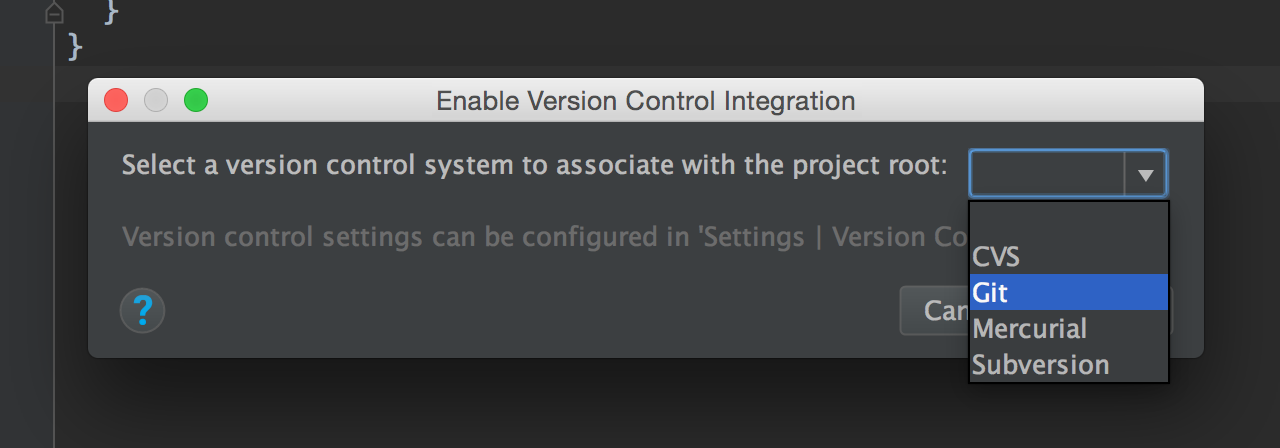 }
}
Enable Version Control Integration
Select a version control system to associate with the project root:
Version control settings can be configured in 'Settings | Version Co
CVS
Git
Mercurial
Subversion
?
Can